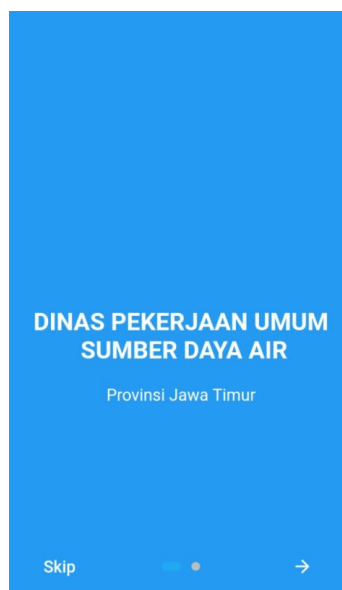 DINAS PEKERJAAN UMUM
SUMBER DAYA AIR
Provinsi Jawa Timur
Skip